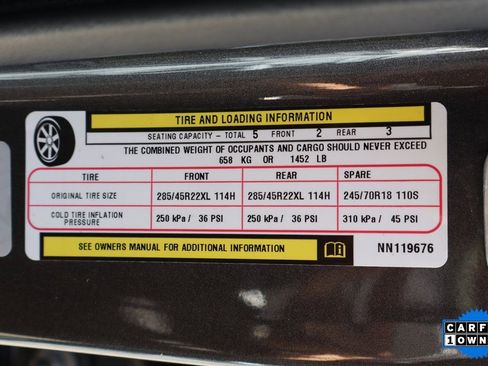 TIRE AND LOADING INFORMATION
SEATING CAPACITY - TOTAL 5 FRONT 2 REAR 3
THE COMBINED WEIGHT OF OCCUPANTS AND CARGO SHOULD NEVER EXCEED
658 KG OR 1452 LB
TIRE FRONT REAR SPARE
ORIGINAL TIRE SIZE 285/45R22XL 114H 285/45R22XL 114H 245/70R18 110S
COLD TIRE INFLATION PRESSURE 250 kPa / 36 PSI 250 kPa / 36 PSI 310 kPa / 45 PSI
SEE OWNERS MANUAL FOR ADDITIONAL INFORMATION NN119676
CARF
1 OWN